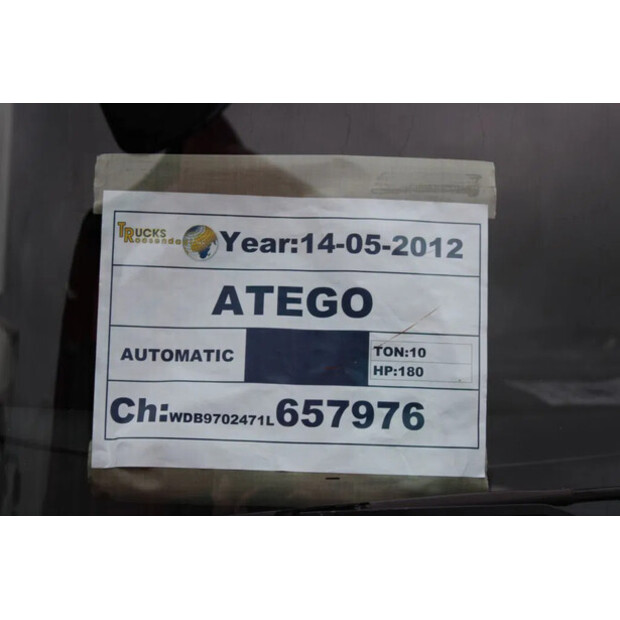 TRUCKS
Roosendaal
Year:14-05-2012
ATEGO
AUTOMATIC
TON:10
HP:180
Ch:WDB9702471L657976